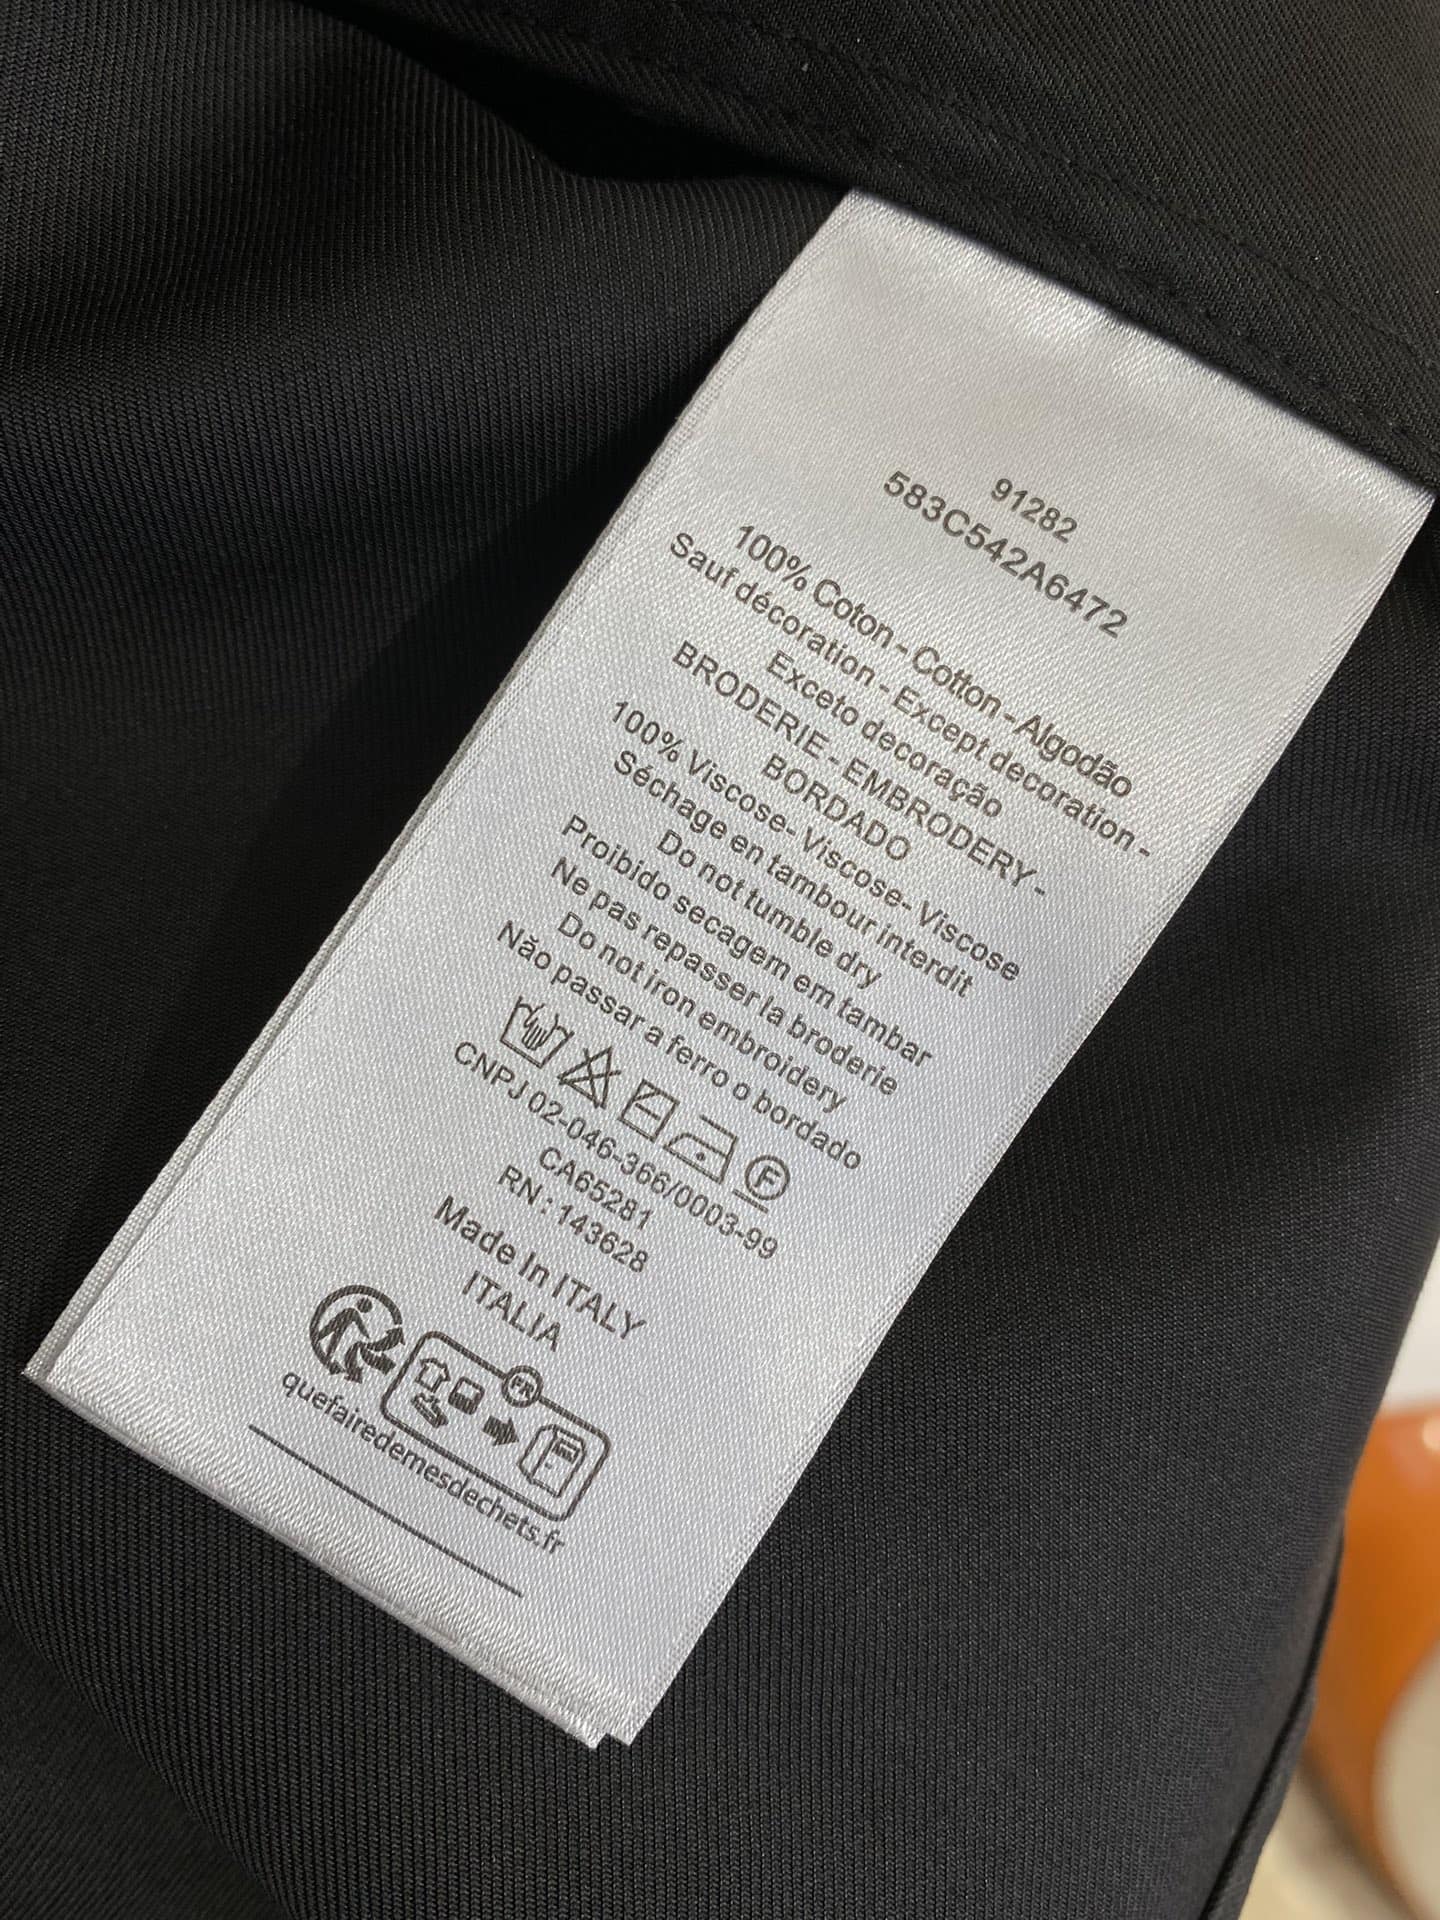 91282
583C542A6472
100% Coton - Cotton - Algodão
Sauf décoration - Except decoration -
Exceto decoração
BRODERIE - EMBRODERY -
BORDADO
100% Viscose- Viscose- Viscose
Séchage en tambour interdit
Do not tumble dry
Proibido secagem em tambar
Ne pas repasser la broderie
Do not iron embroidery
Não passar a ferro o bordado
F
CNPJ 02-046-366/0003-99
CA65281
RN : 143628
Made In ITALY
ITALIA
FR
quefairedemesdechets.fr